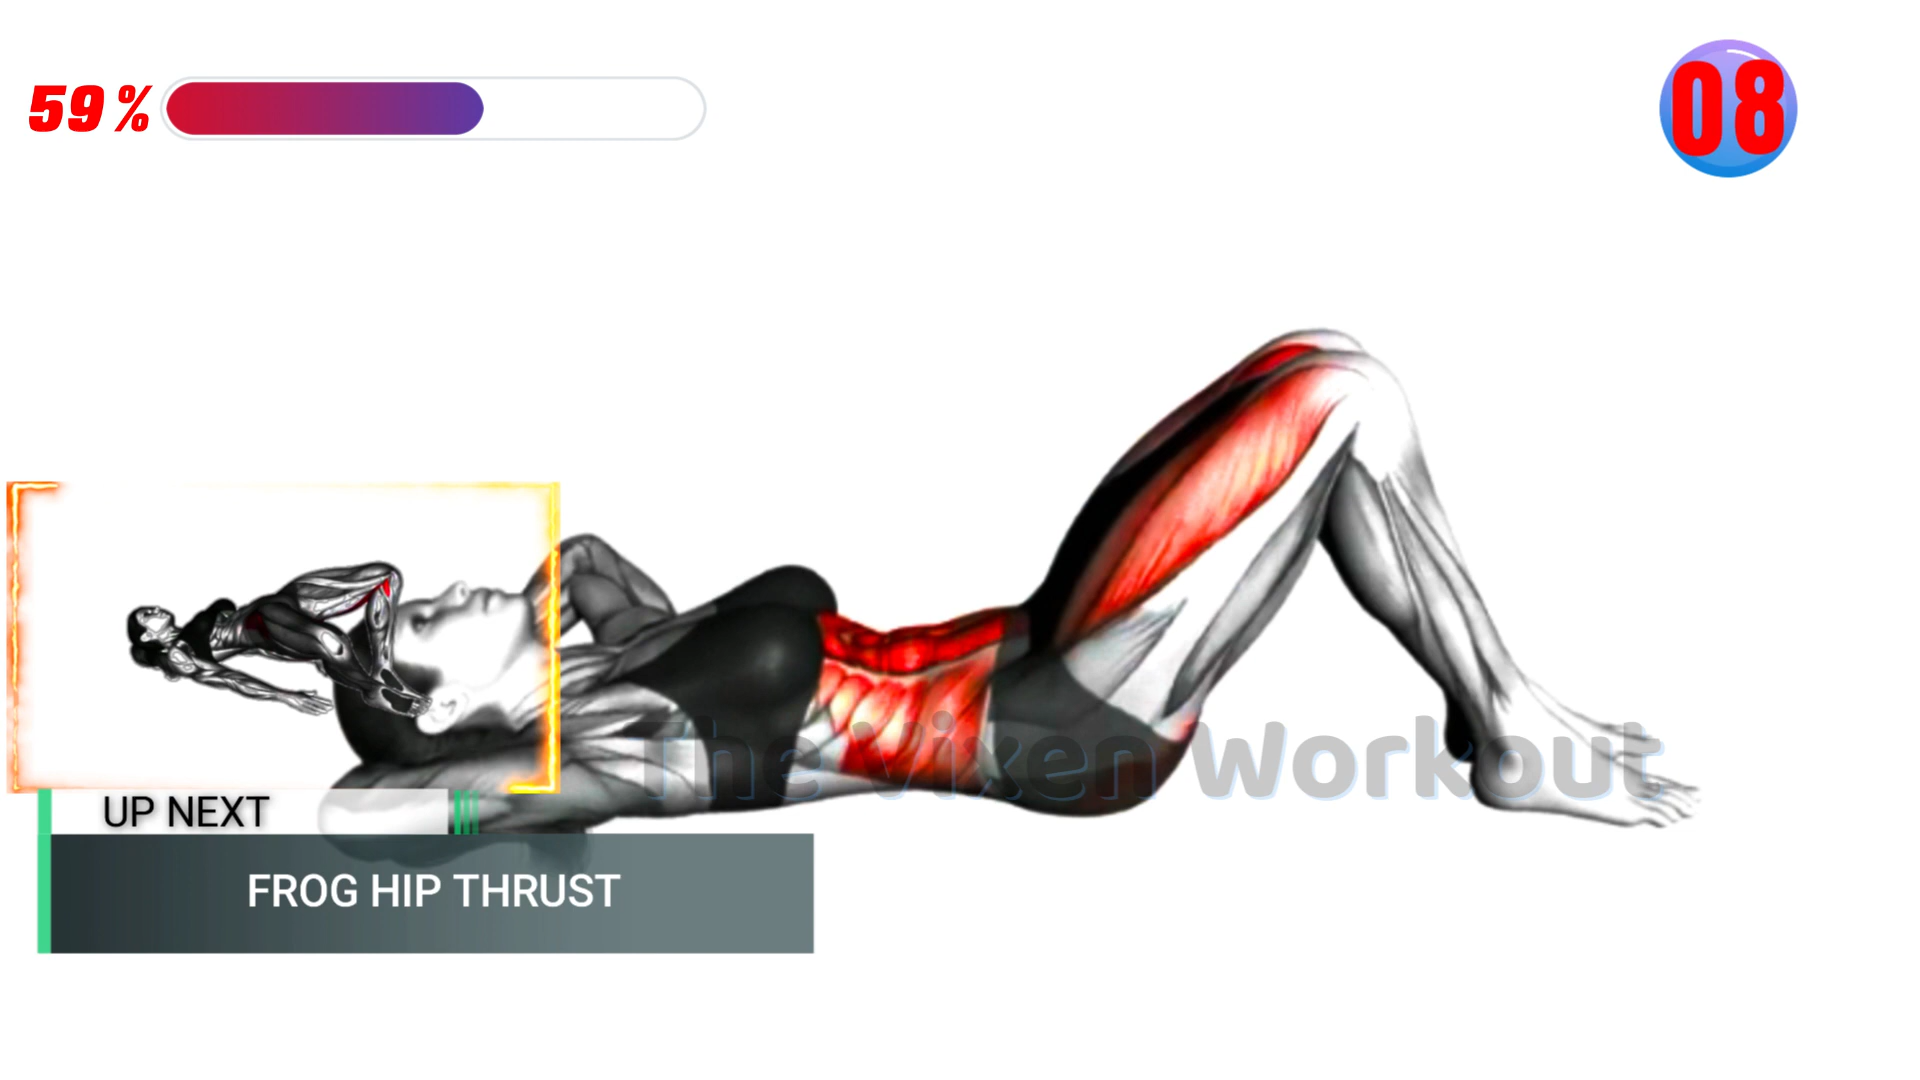 59%
08
The Vixen Workout
UP NEXT
FROG HIP THRUST